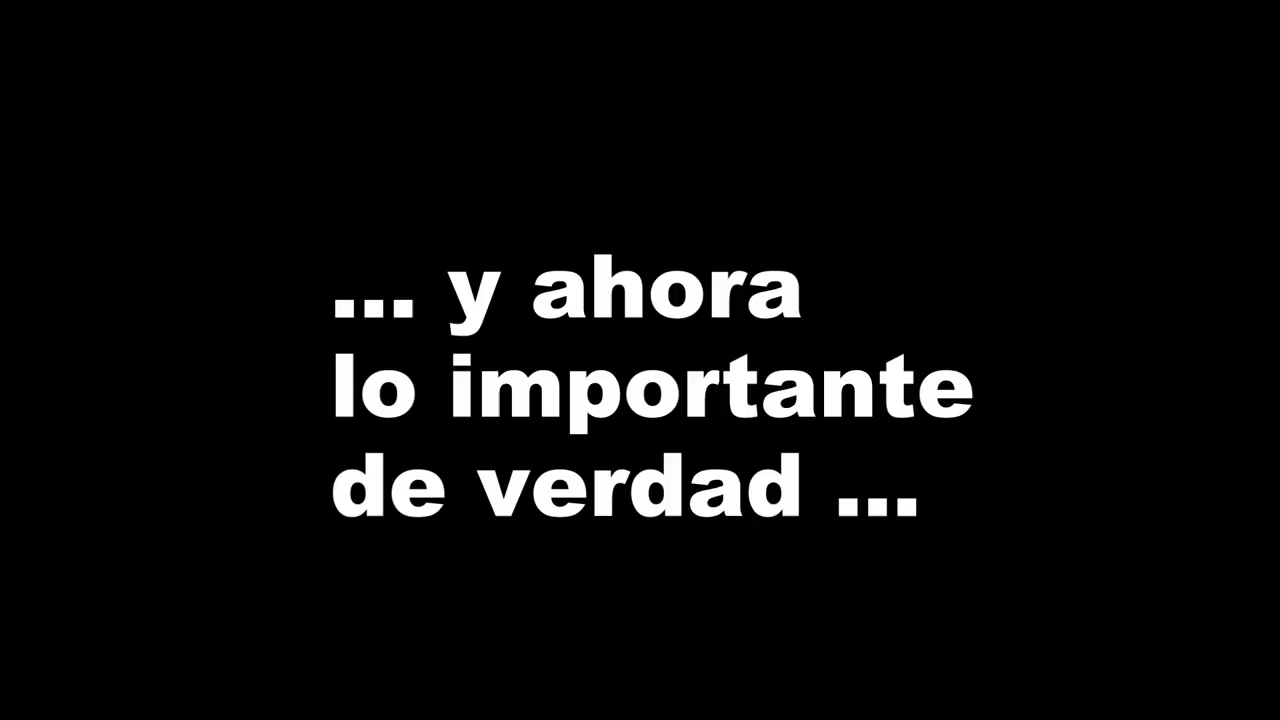 ... y ahora
lo importante
de verdad ...